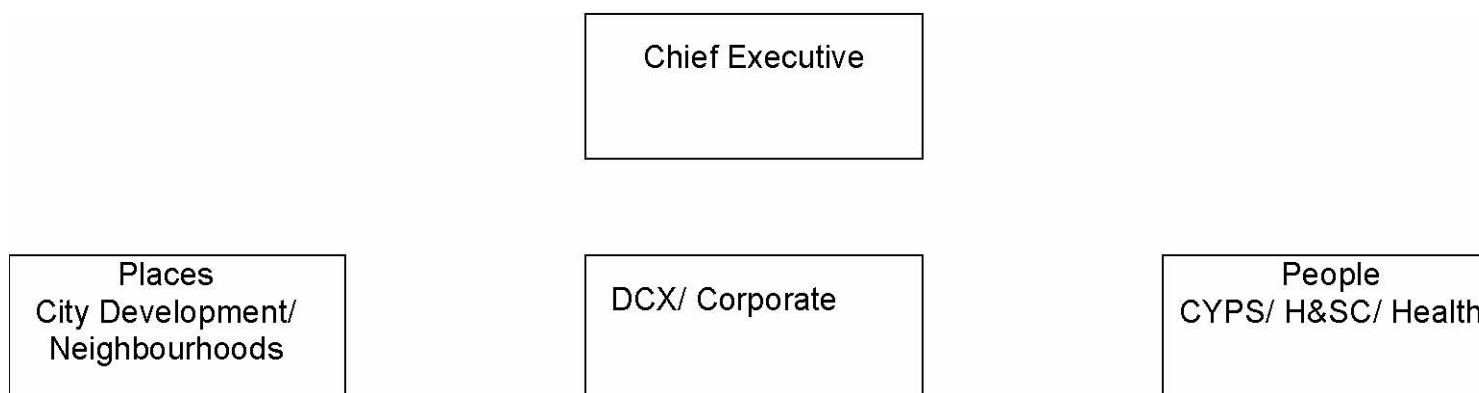 Chief Executive
Places
City Development/
Neighbourhoods
DCX/ Corporate
People
CYPS/ H&SC/ Health